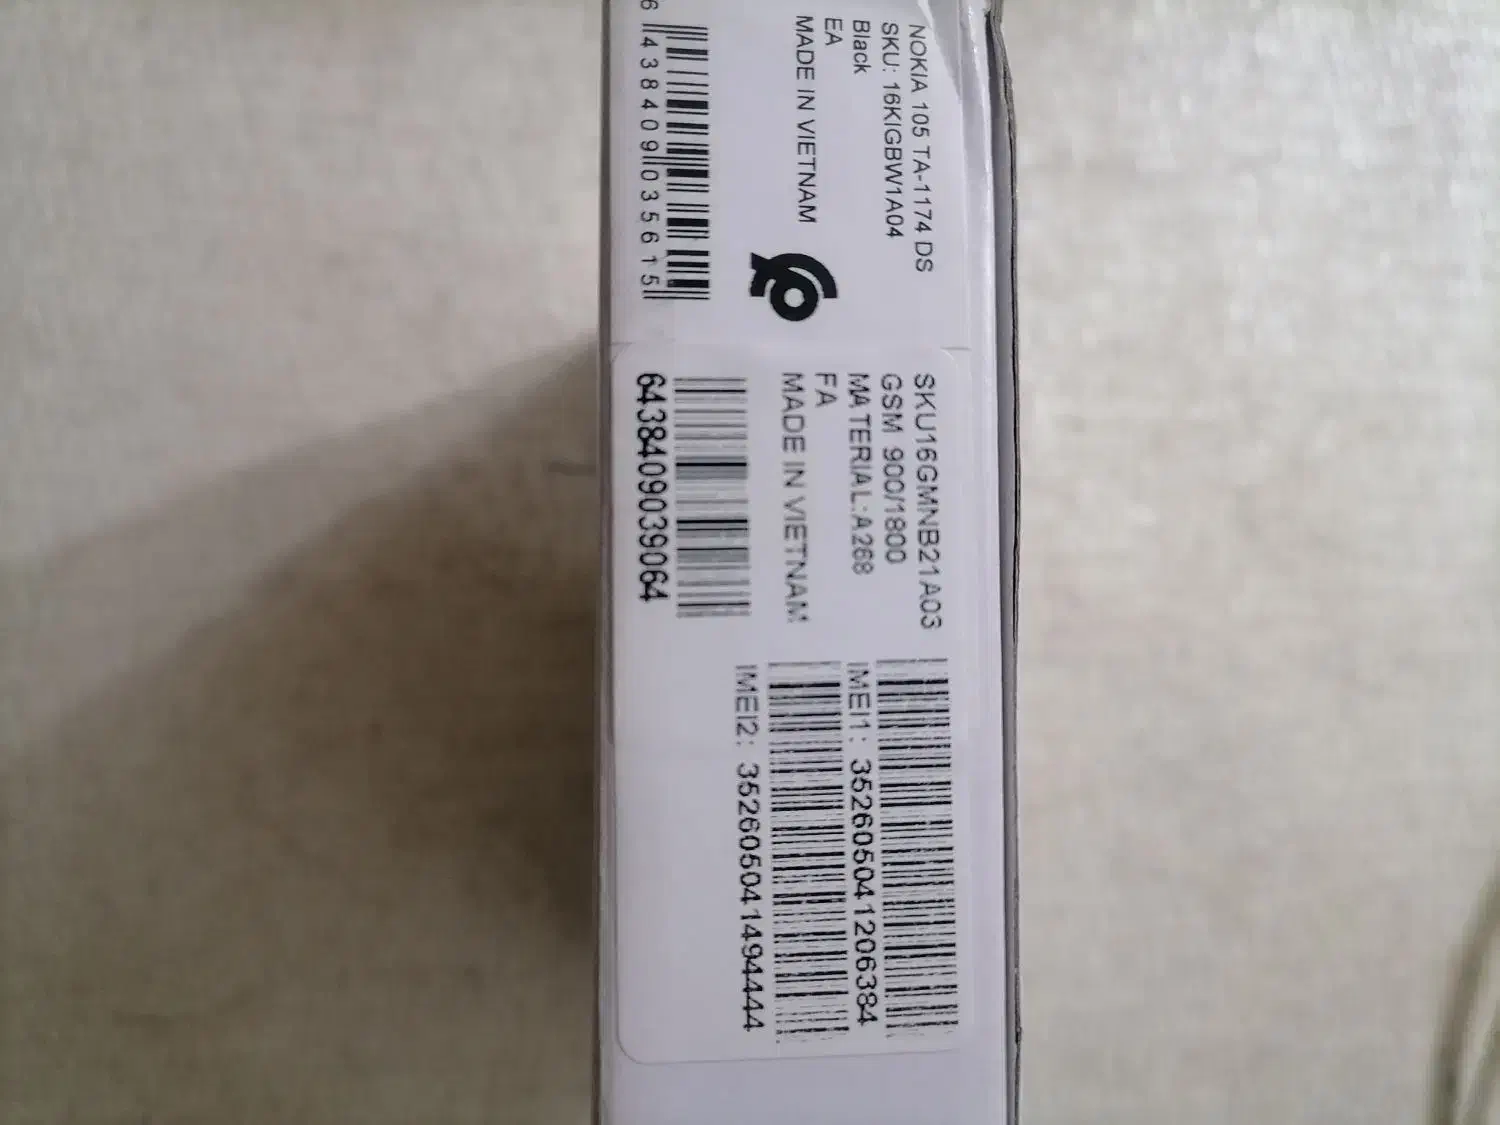 NOKIA 105 TA-1174 DS
SKU: 16KIGBW1A04
Black
EA
MADE IN VIETNAM
6 438409 035615
SKU16GMNB21A03
GSM 900/1800
MATERIAL:A268
FA
MADE IN VIETNAM
6438409039064
IMEI1: 352605041206384
IMEI2: 352605041494444